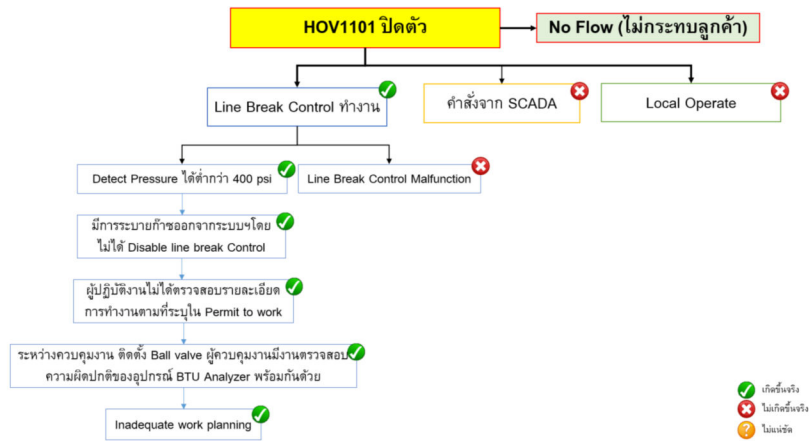 HOV1101 ปิดตัว
No Flow (ไม่กระทบลูกค้า)
Line Break Control ทำงาน
คำสั่งจาก SCADA
Local Operate
Detect Pressure ได้ต่ำกว่า 400 psi
Line Break Control Malfunction
มีการระบายก๊าซออกจากระบบฯโดย
ไม่ได้ Disable line break Control
ผู้ปฏิบัติงานไม่ได้ตรวจสอบรายละเอียด
การทำงานตามที่ระบุใน Permit to work
ระหว่างควบคุมงาน ติดตั้ง Ball valve ผู้ควบคุมงานมีงานตรวจสอบ
ความผิดปกติของอุปกรณ์ BTU Analyzer พร้อมกันด้วย
Inadequate work planning
เกิดขึ้นจริง
ไม่เกิดขึ้นจริง
ไม่แน่ชัด